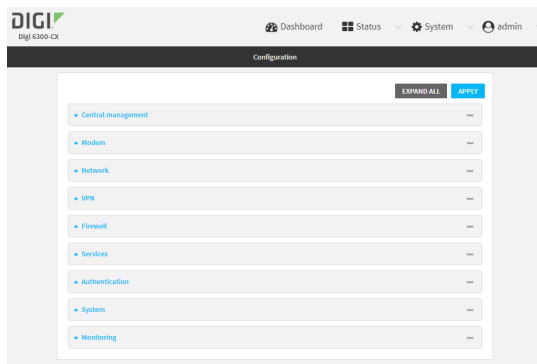 DIGI
Digi 6300-CX
Dashboard Status System admin
Configuration
EXPAND ALL APPLY
Central management
Modem
Network
VPN
Firewall
Services
Authentication
System
Monitoring